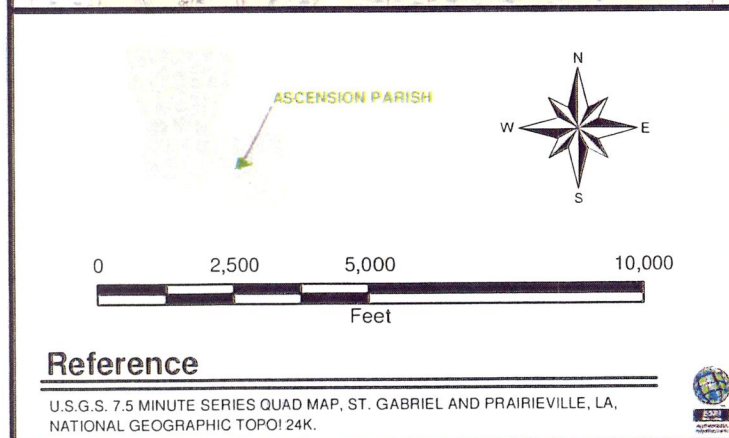 ASCENSION PARISH
N
W E
S
0 2,500 5,000 10,000
Feet
Reference
U.S.G.S. 7.5 MINUTE SERIES QUAD MAP, ST. GABRIEL AND PRAIRIEVILLE, LA,
NATIONAL GEOGRAPHIC TOPO! 24K.